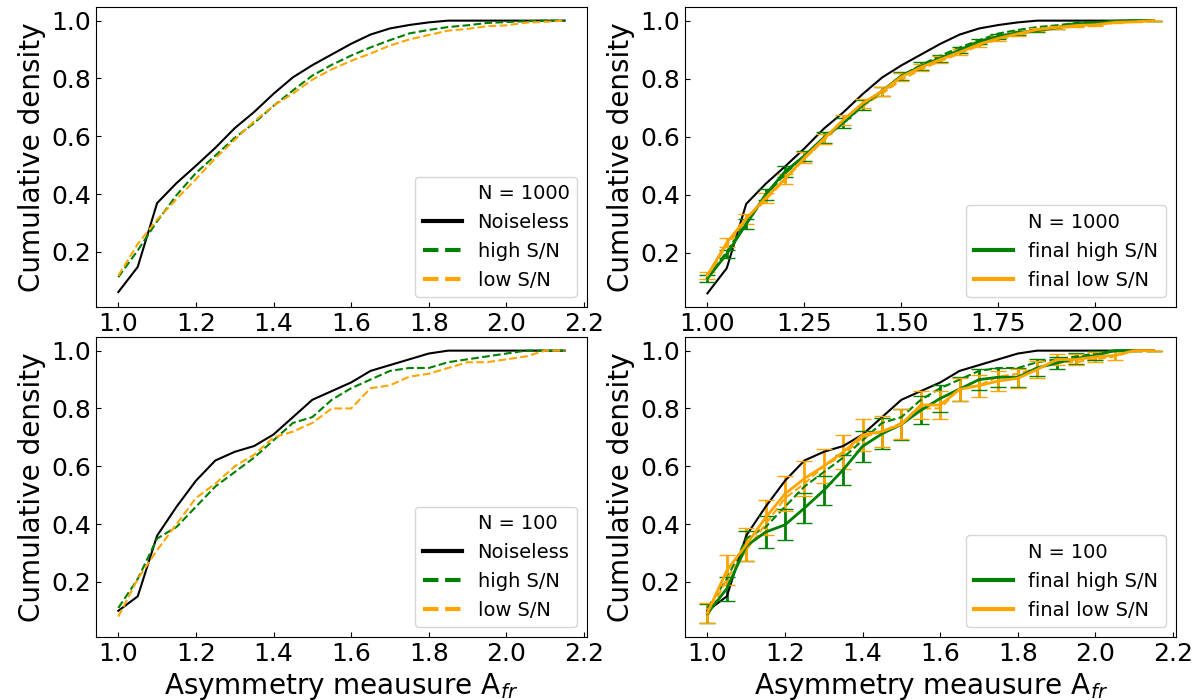 Cumulative density
1.0
0.8
0.6
0.4
0.2
N = 1000
Noiseless
high S/N
low S/N
1.0 1.2 1.4 1.6 1.8 2.0 2.2
Cumulative density
1.0
0.8
0.6
0.4
0.2
N = 1000
final high S/N
final low S/N
1.00 1.25 1.50 1.75 2.00
Cumulative density
1.0
0.8
0.6
0.4
0.2
N = 100
Noiseless
high S/N
low S/N
1.0 1.2 1.4 1.6 1.8 2.0 2.2
Asymmetry meausure A_fr
Cumulative density
1.0
0.8
0.6
0.4
0.2
N = 100
final high S/N
final low S/N
1.0 1.2 1.4 1.6 1.8 2.0 2.2
Asymmetry meausure A_fr